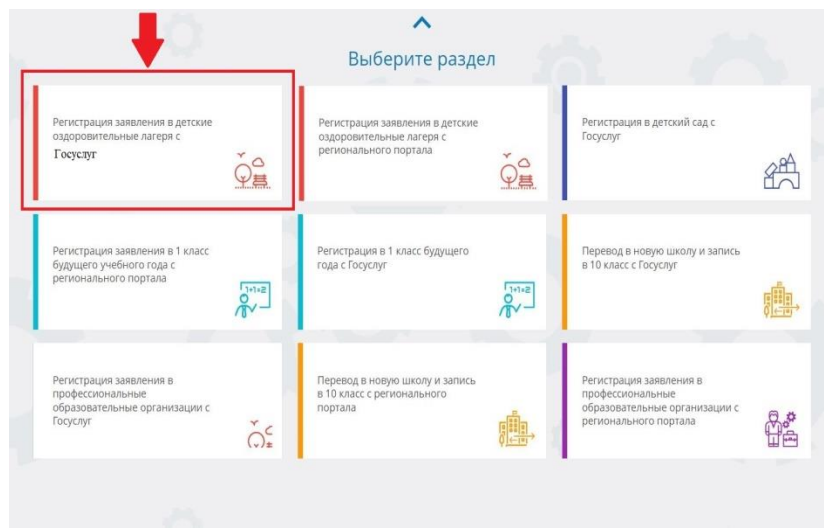 Выберите раздел
Регистрация заявления в детские
оздоровительные лагеря с
Госуслуг
Регистрация заявления в детские
оздоровительные лагеря с
регионального портала
Регистрация в детский сад с
Госуслуг
Регистрация заявления в 1 класс
будущего учебного года с
регионального портала
1+1=2
Регистрация в 1 класс будущего
года с Госуслуг
1+1=2
Перевод в новую школу и запись
в 10 класс с Госуслуг
Регистрация заявления в
профессиональные
образовательные организации с
Госуслуг
Перевод в новую школу и запись
в 10 класс с регионального
портала
Регистрация заявления в
профессиональные
образовательные организации с
регионального портала